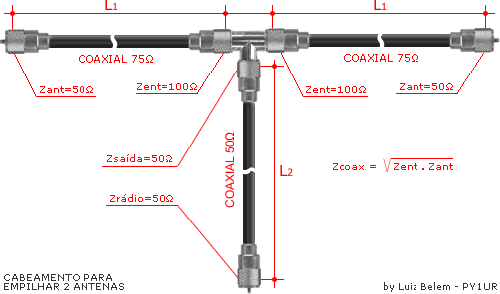 L1
L1
COAXIAL 75Ω
COAXIAL 75Ω
Zant=50Ω
Zent=100Ω
Zent=100Ω
Zant=50Ω
Zsaída=50Ω
COAXIAL 50Ω
L2
Zcoax = √Zent . Zant
Zrádio=50Ω
CABEAMENTO PARA
EMPILHAR 2 ANTENAS
by Luiz Belem - PY1UR